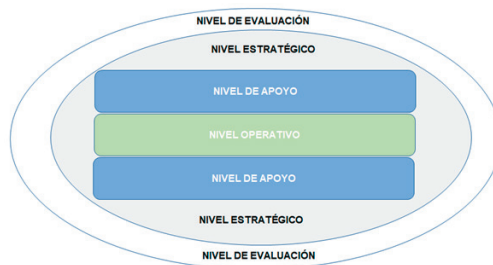 NIVEL DE EVALUACIÓN
NIVEL ESTRATÉGICO
NIVEL DE APOYO
NIVEL OPERATIVO
NIVEL DE APOYO
NIVEL ESTRATÉGICO
NIVEL DE EVALUACIÓN